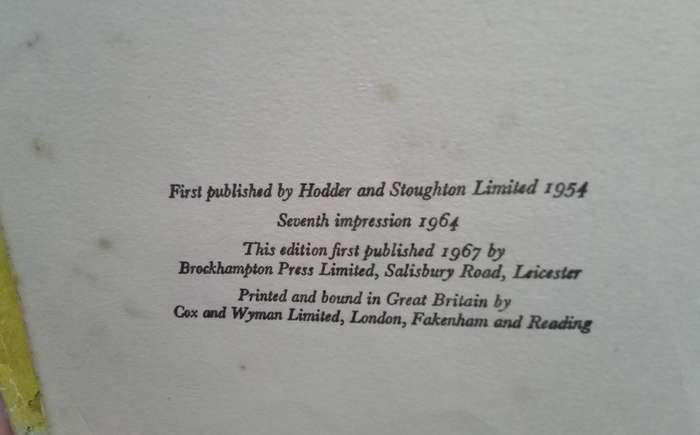 First published by Hodder and Stoughton Limited 1954
Seventh impression 1964
This edition first published 1967 by
Brockhampton Press Limited, Salisbury Road, Leicester
Printed and bound in Great Britain by
Cox and Wyman Limited, London, Fakenham and Reading